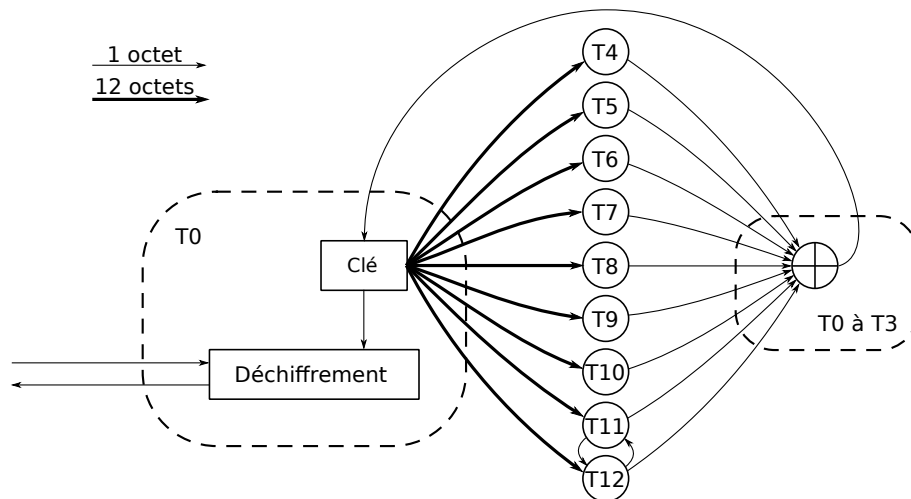 1 octet
12 octets
T4
T5
T6
T7
T0
Clé
T8
T9
T0 à T3
Déchiffrement
T10
T11
T12